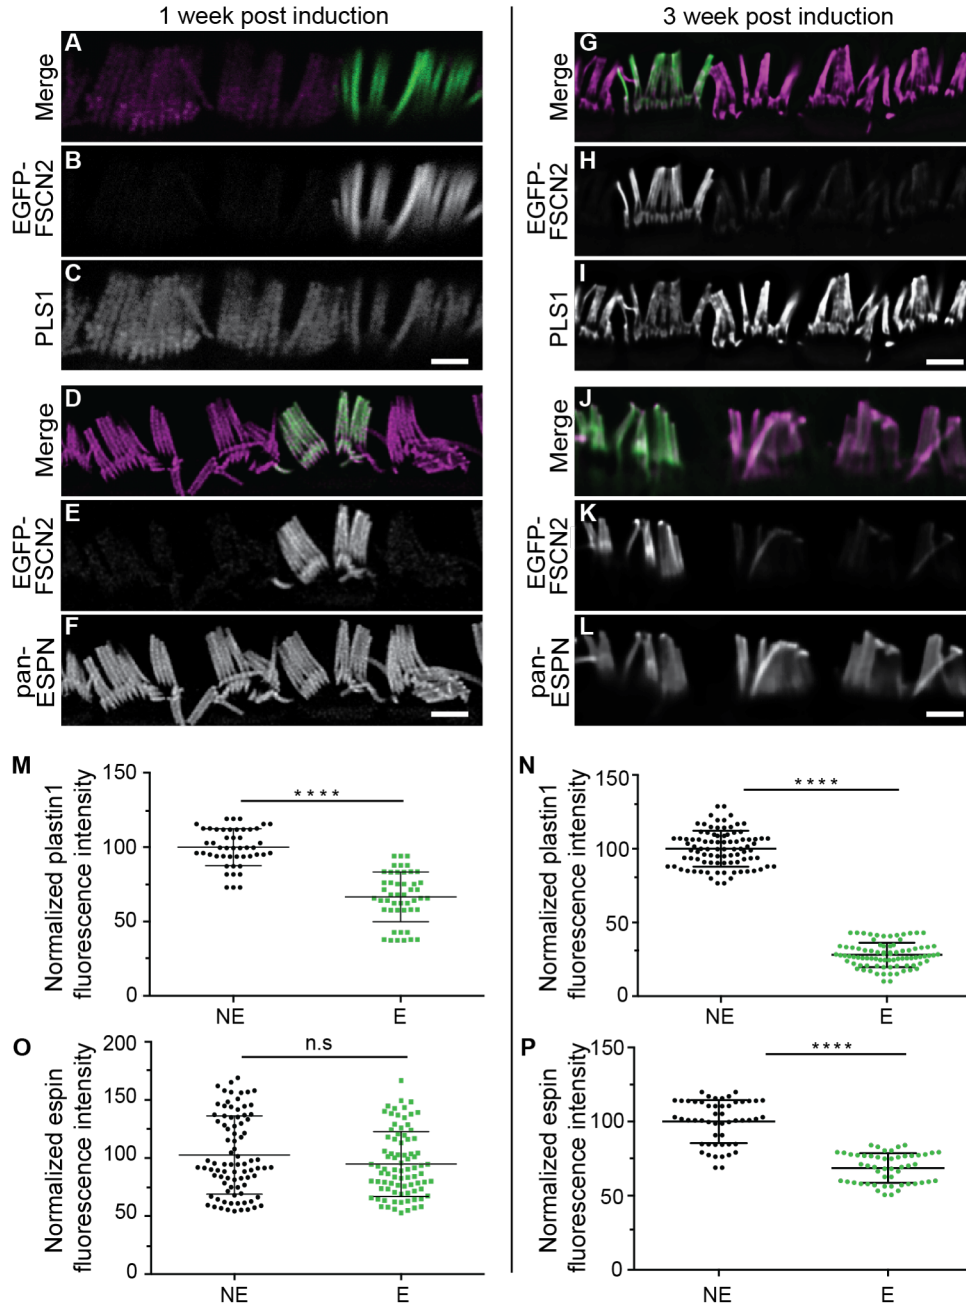 1 week post induction
3 week post induction
A
Merge
B
EGFP-
FSCN2
C
PLS1
D
Merge
E
EGFP-
FSCN2
F
pan-
ESPN
G
Merge
H
EGFP-
FSCN2
I
PLS1
J
Merge
K
EGFP-
FSCN2
L
pan-
ESPN
M
Normalized plastin1
fluorescence intensity
150
100
50
0
****
NE
E
N
Normalized plastin1
fluorescence intensity
150
100
50
0
****
NE
E
O
Normalized espin
fluorescence intensity
200
150
100
50
0
n.s
NE
E
P
Normalized espin
fluorescence intensity
150
100
50
0
****
NE
E